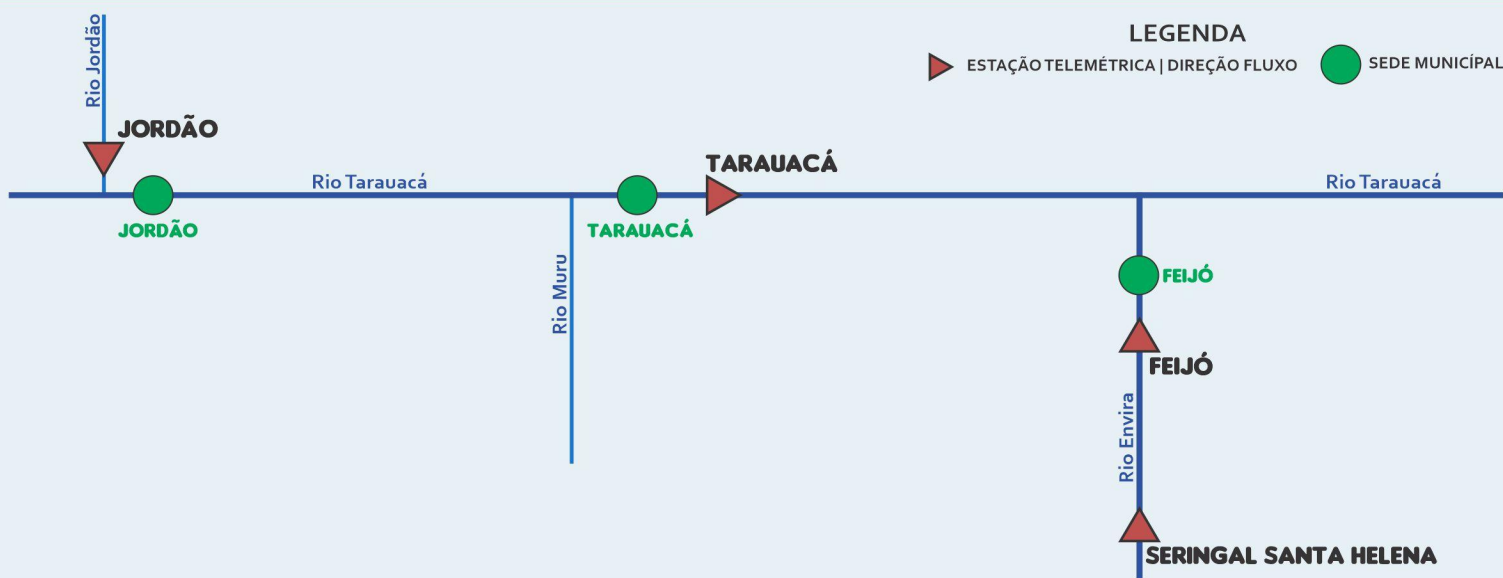 LEGENDA
ESTAÇÃO TELEMÉTRICA | DIREÇÃO FLUXO
SEDE MUNICÍPAL
Rio Jordão
JORDÃO
TARAUACÁ
Rio Tarauacá
Rio Tarauacá
JORDÃO
TARAUACÁ
Rio Muru
FEIJÓ
FEIJÓ
Rio Envira
SERINGAL SANTA HELENA